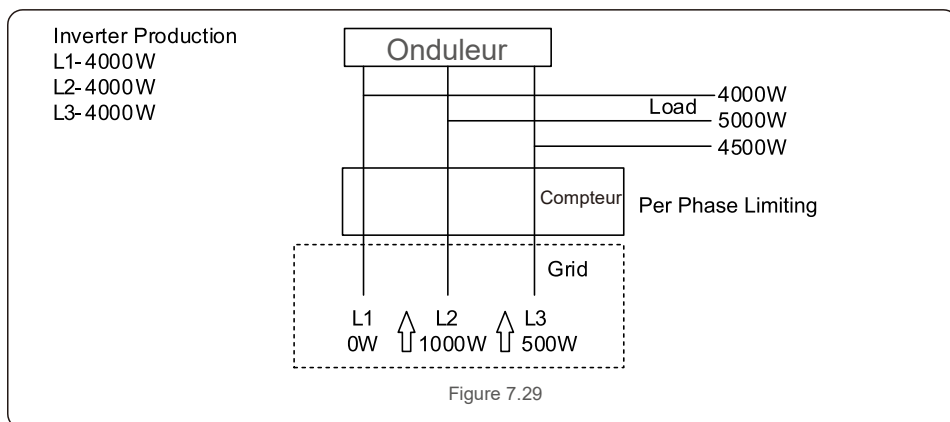 Inverter Production
L1-4000W
L2-4000W
L3-4000W
Onduleur
4000W
Load
5000W
4500W
Compteur
Per Phase Limiting
Grid
L1 L2 L3
0W 1000W 500W
Figure 7.29